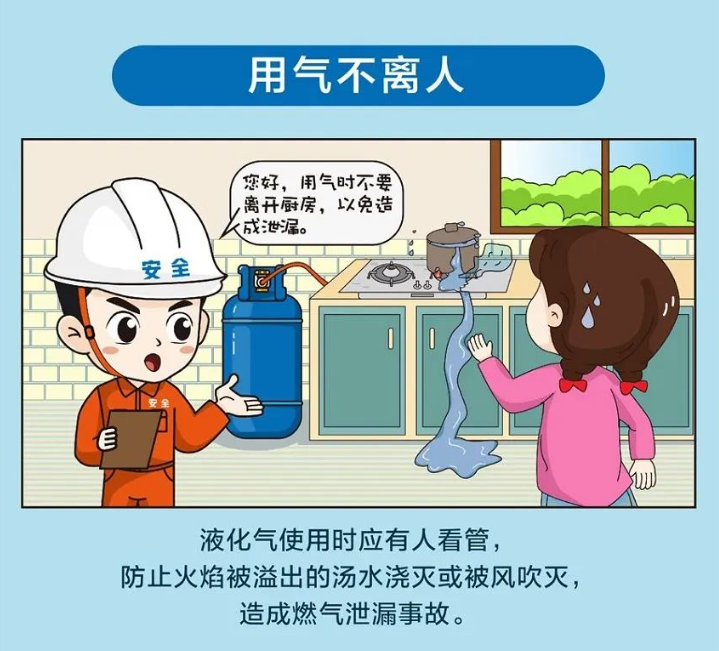 用气不离人
您好，用气时不要
离开厨房，以免造
成泄漏。
安全
安全
液化气使用时应有人看管，
防止火焰被溢出的汤水浇灭或被风吹灭，
造成燃气泄漏事故。